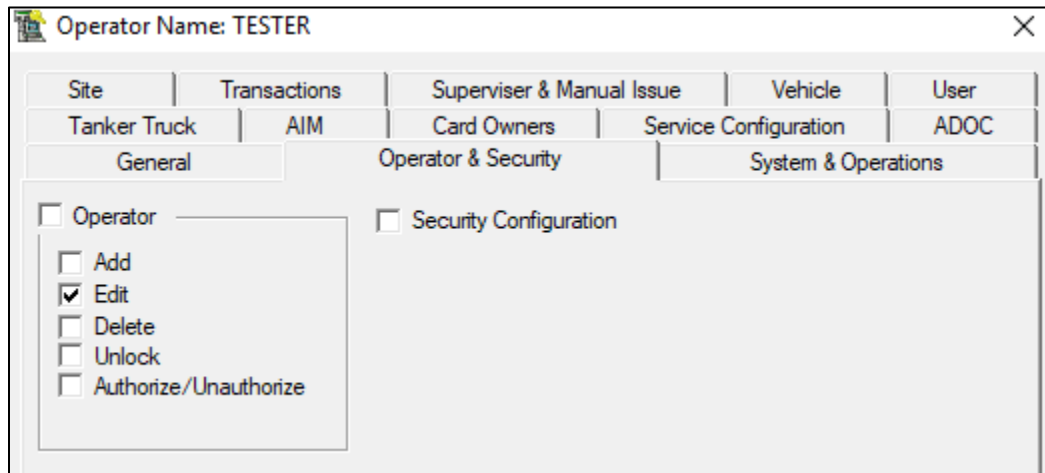 Operator Name: TESTER
Site Transactions Superviser & Manual Issue Vehicle User
Tanker Truck AIM Card Owners Service Configuration ADOC
General Operator & Security System & Operations
Operator Security Configuration
Add
Edit
Delete
Unlock
Authorize/Unauthorize